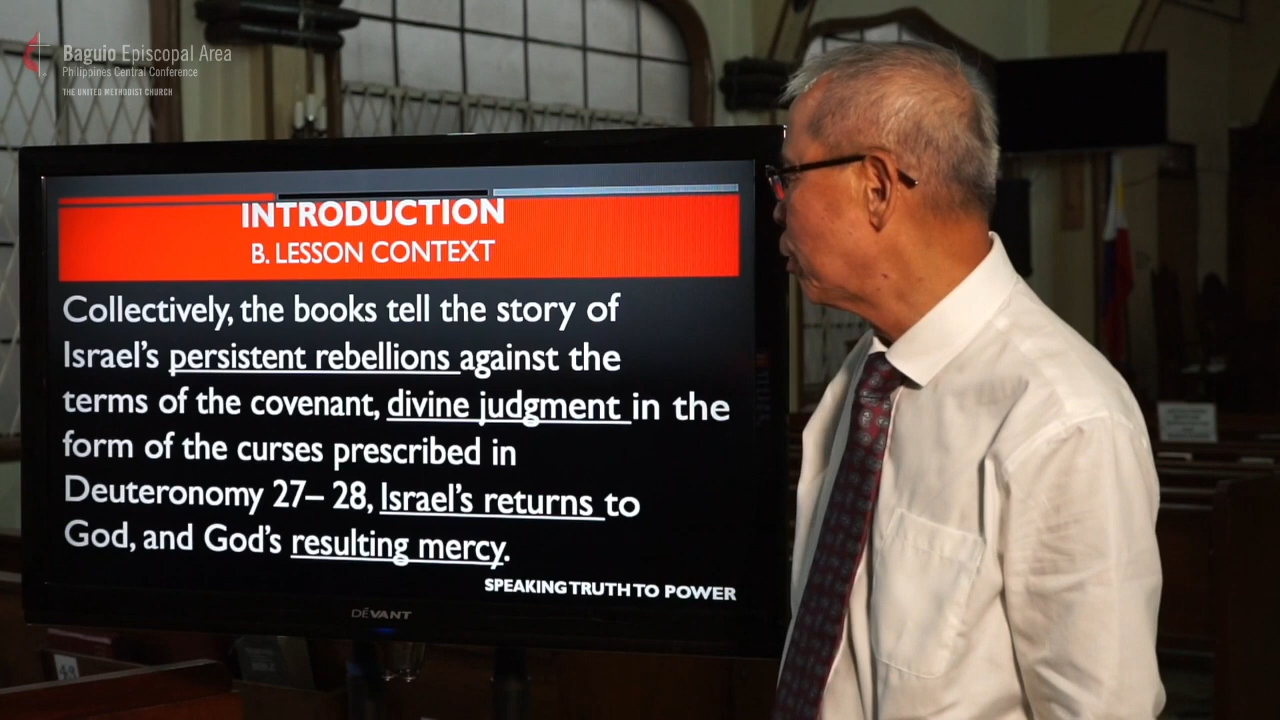 Baguio Episcopal Area
Philippines Central Conference
THE UNITED METHODIST CHURCH
INTRODUCTION
B. LESSON CONTEXT
Collectively, the books tell the story of
Israel's persistent rebellions against the
terms of the covenant, divine judgment in the
form of the curses prescribed in
Deuteronomy 27– 28, Israel's returns to
God, and God's resulting mercy.
SPEAKING TRUTH TO POWER
DEVANT